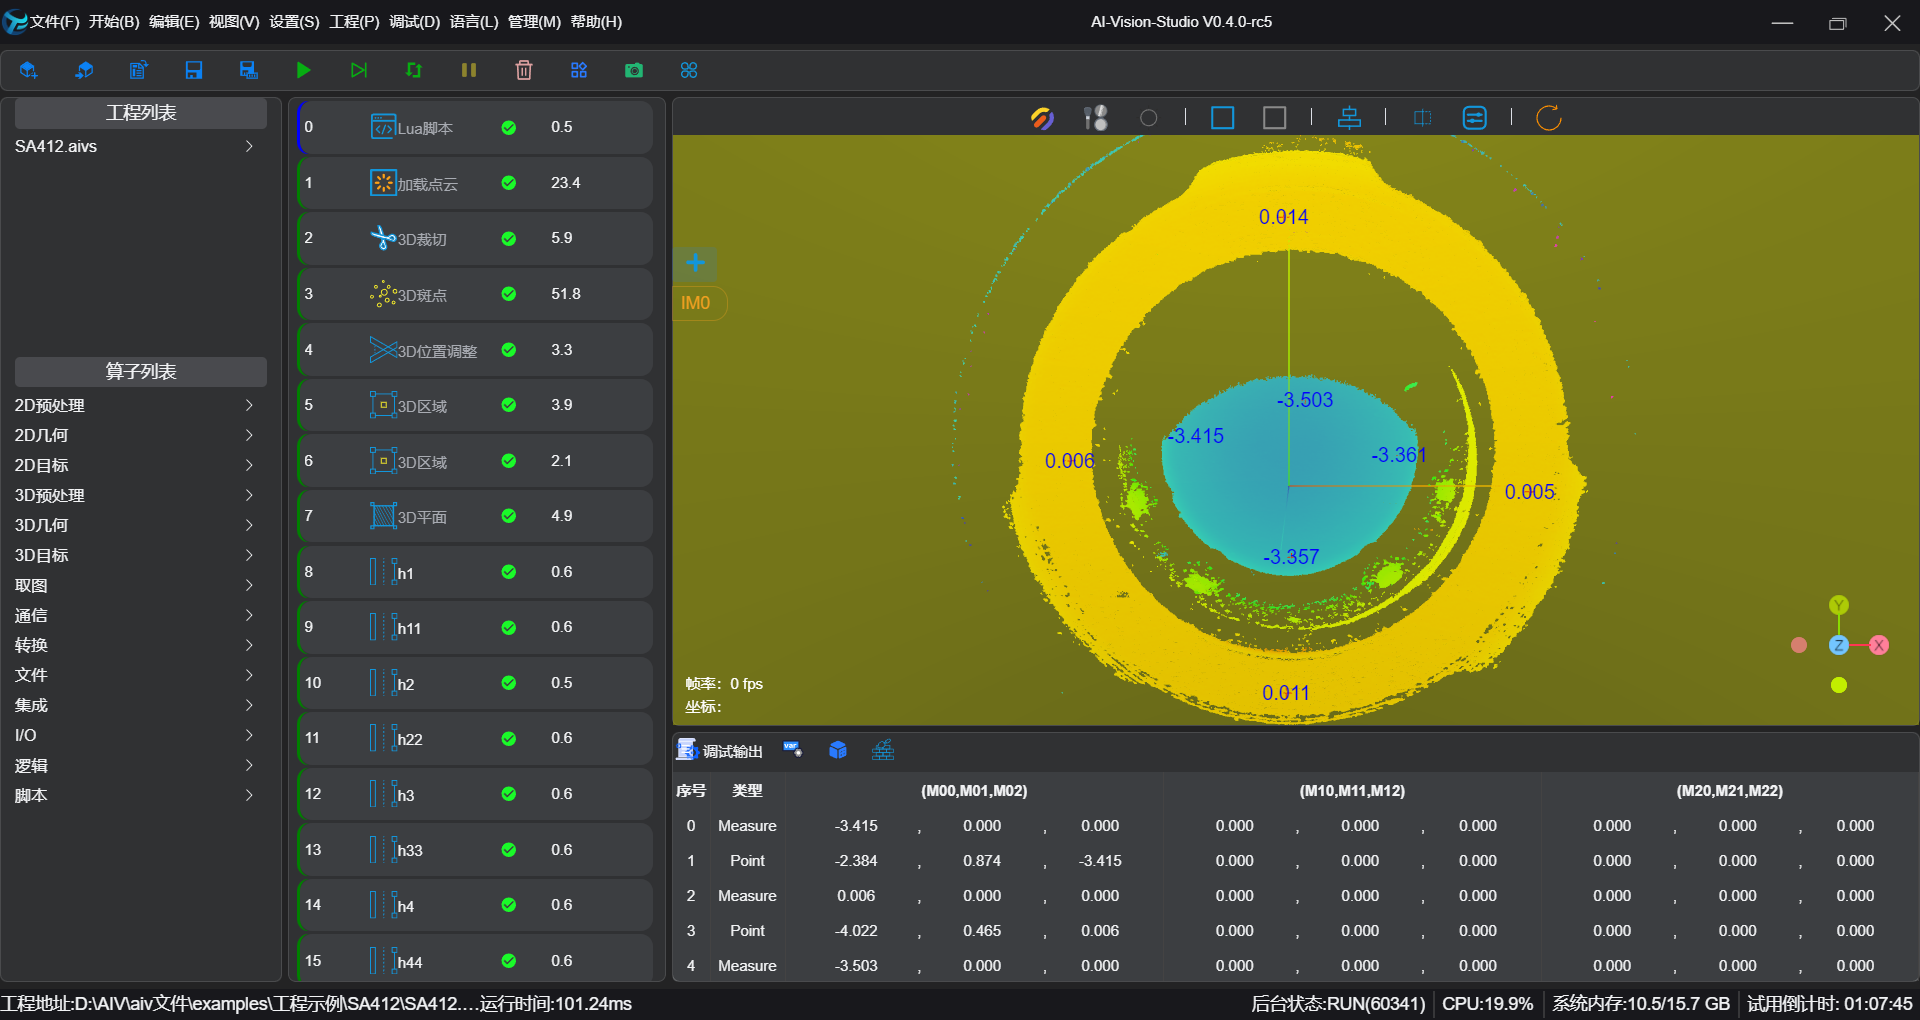 文件(F) 开始(B) 编辑(E) 视图(V) 设置(S) 工程(P) 调试(D) 语言(L) 管理(M) 帮助(H)
AI-Vision-Studio V0.4.0-rc5
工程列表
SA412.aivs
算子列表
2D预处理
2D几何
2D目标
3D预处理
3D几何
3D目标
取图
通信
转换
文件
集成
I/O
逻辑
脚本
0 Lua脚本 0.5
1 加载点云 23.4
2 3D裁切 5.9
3 3D斑点 51.8
4 3D位置调整 3.3
5 3D区域 3.9
6 3D区域 2.1
7 3D平面 4.9
8 h1 0.6
9 h11 0.6
10 h2 0.5
11 h22 0.6
12 h3 0.6
13 h33 0.6
14 h4 0.6
15 h44 0.6
IM0
0.014
-3.503
-3.415
-3.361
0.006
0.005
-3.357
0.011
Y
Z X
帧率: 0 fps
坐标:
调试输出 var
序号 类型 (M00,M01,M02) (M10,M11,M12) (M20,M21,M22)
0 Measure -3.415 , 0.000 , 0.000 0.000 , 0.000 , 0.000 0.000 , 0.000 , 0.000
1 Point -2.384 , 0.874 , -3.415 0.000 , 0.000 , 0.000 0.000 , 0.000 , 0.000
2 Measure 0.006 , 0.000 , 0.000 0.000 , 0.000 , 0.000 0.000 , 0.000 , 0.000
3 Point -4.022 , 0.465 , 0.006 0.000 , 0.000 , 0.000 0.000 , 0.000 , 0.000
4 Measure -3.503 , 0.000 , 0.000 0.000 , 0.000 , 0.000 0.000 , 0.000 , 0.000
工程地址:D:\AIV\aiv文件\examples\工程示例\SA412\SA412.… 运行时间:101.24ms
后台状态:RUN(60341) CPU:19.9% 系统内存:10.5/15.7 GB 试用倒计时: 01:07:45